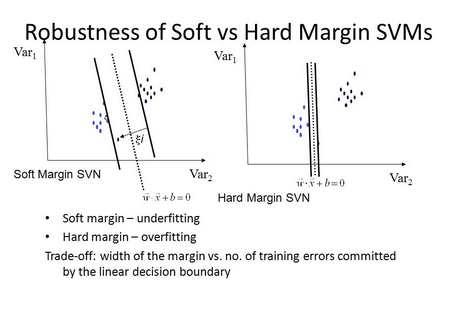 Robustness of Soft vs Hard Margin SVMs
Var1
Var1
ξi
Soft Margin SVN
Var2
Var2
w · x + b = 0
w · x + b = 0
Hard Margin SVN
• Soft margin – underfitting
• Hard margin – overfitting
Trade-off: width of the margin vs. no. of training errors committed
by the linear decision boundary